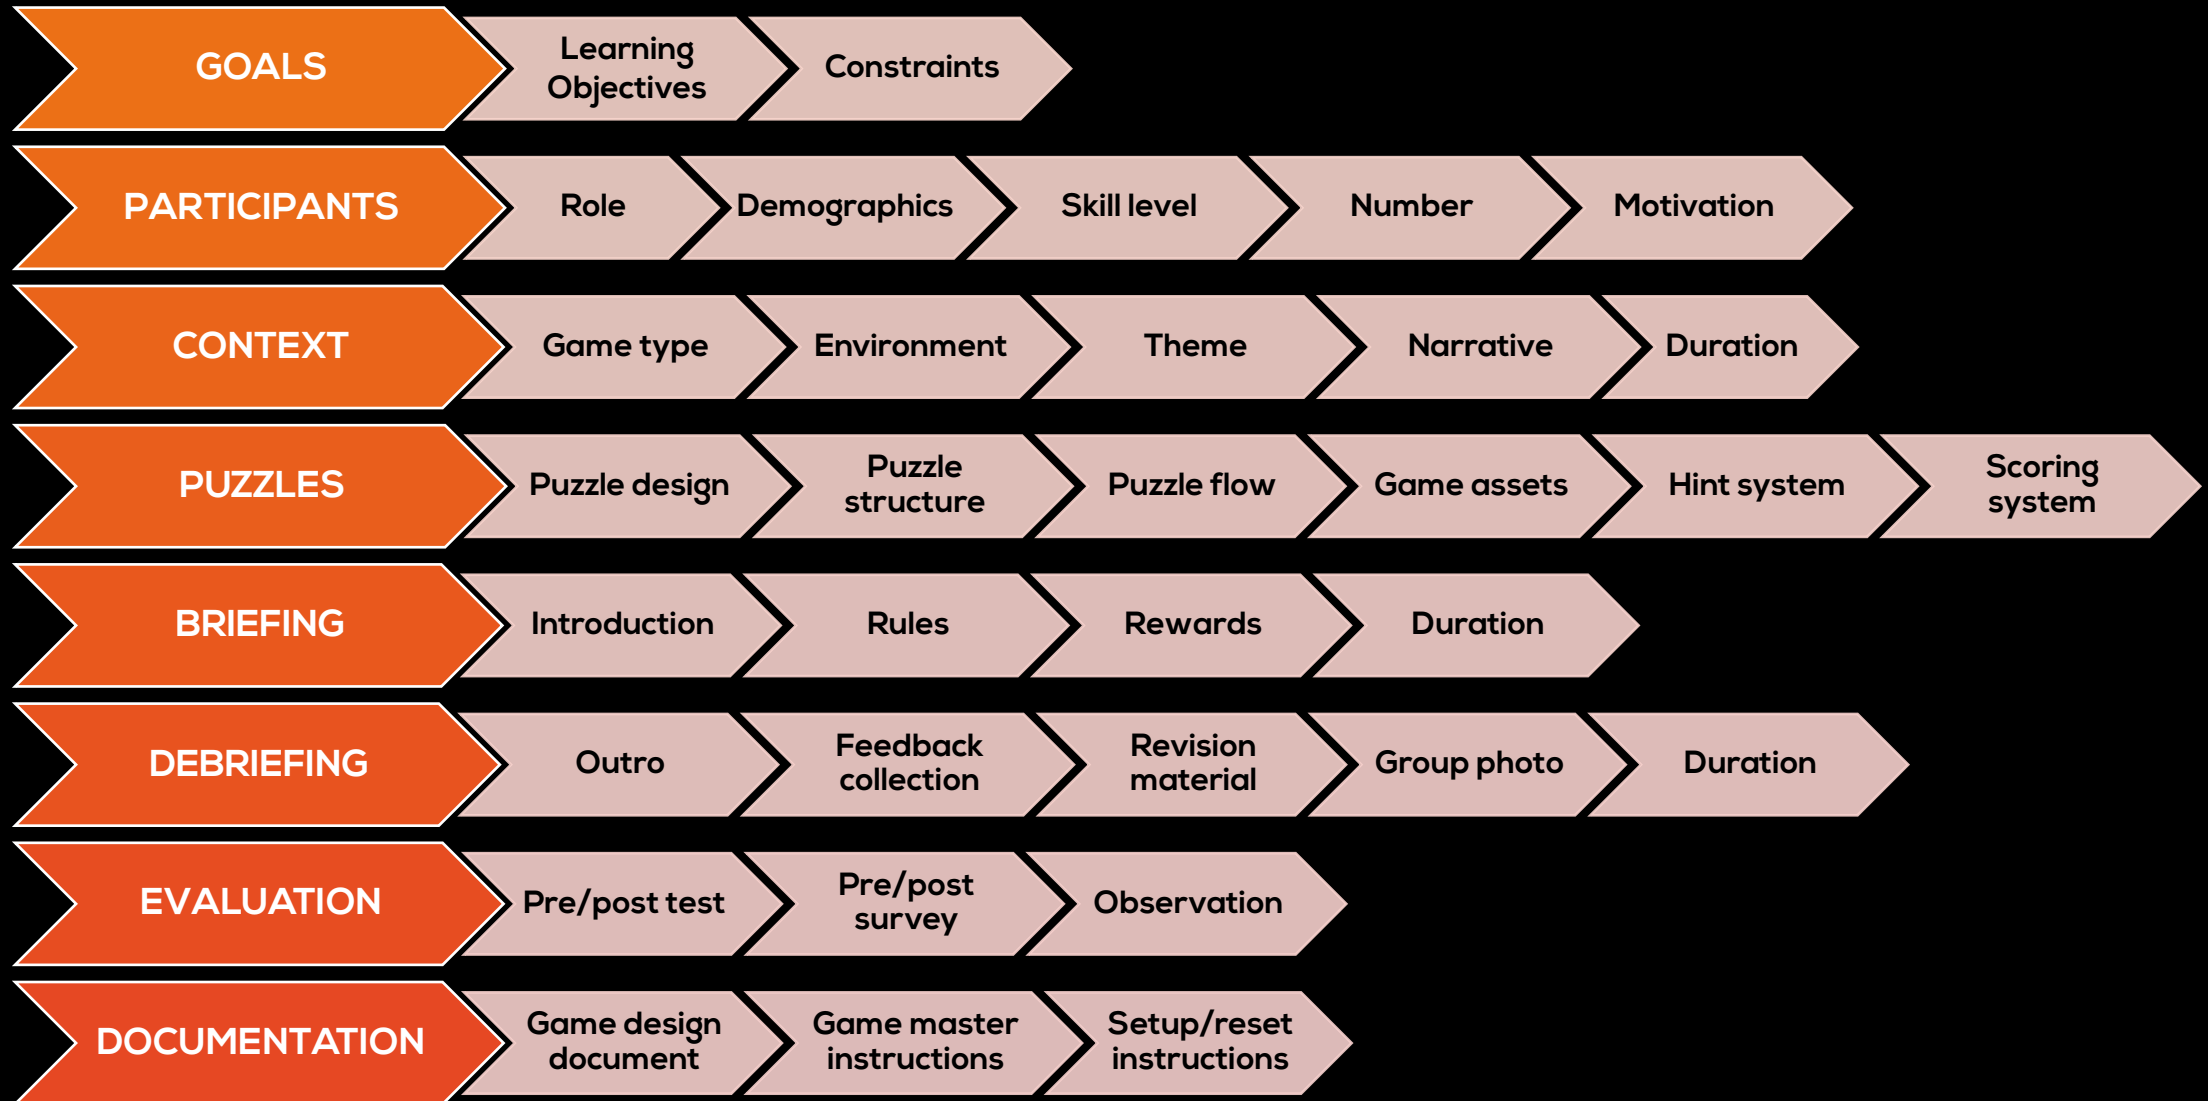 GOALS
Learning
Objectives
Constraints
PARTICIPANTS
Role
Demographics
Skill level
Number
Motivation
CONTEXT
Game type
Environment
Theme
Narrative
Duration
PUZZLES
Puzzle design
Puzzle
structure
Puzzle flow
Game assets
Hint system
Scoring
system
BRIEFING
Introduction
Rules
Rewards
Duration
DEBRIEFING
Outro
Feedback
collection
Revision
material
Group photo
Duration
EVALUATION
Pre/post test
Pre/post
survey
Observation
DOCUMENTATION
Game design
document
Game master
instructions
Setup/reset
instructions